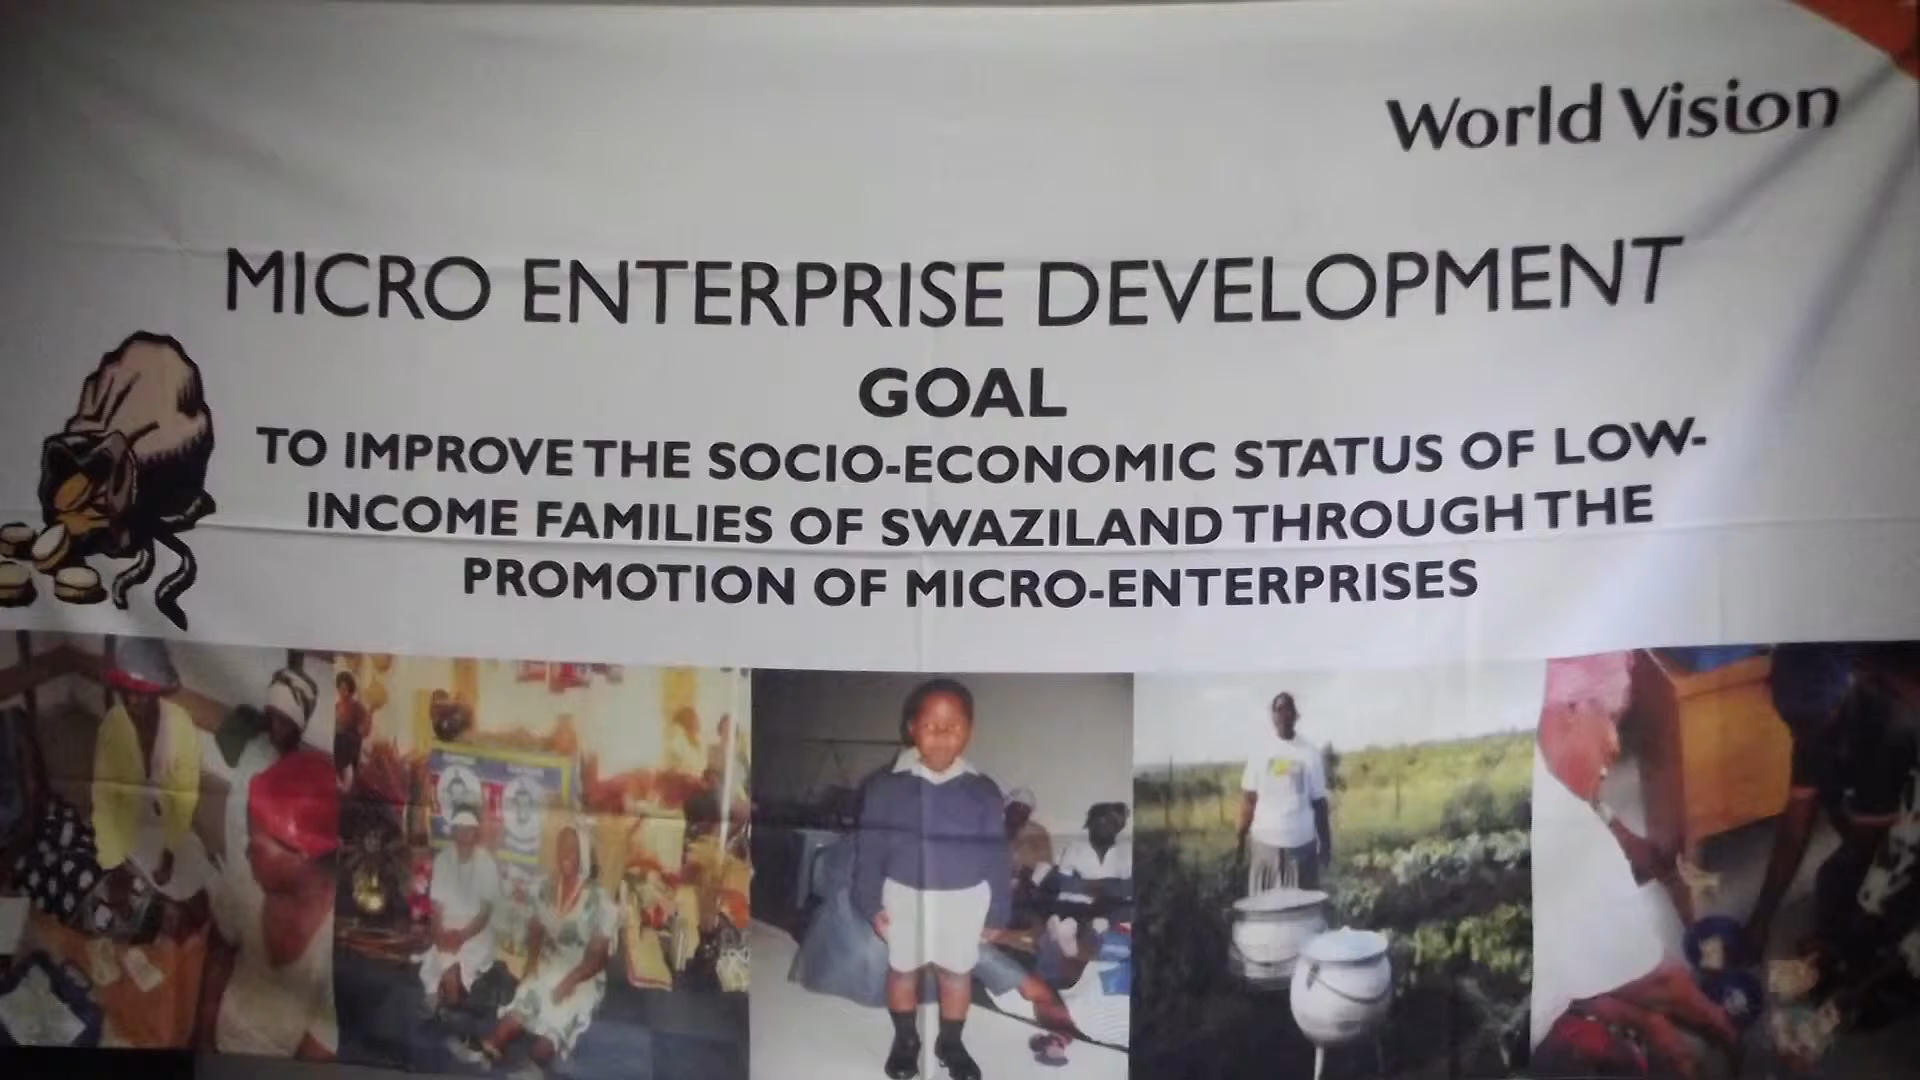 World Vision
MICRO ENTERPRISE DEVELOPMENT
GOAL
TO IMPROVE THE SOCIO-ECONOMIC STATUS OF LOW-
INCOME FAMILIES OF SWAZILAND THROUGH THE
PROMOTION OF MICRO-ENTERPRISES